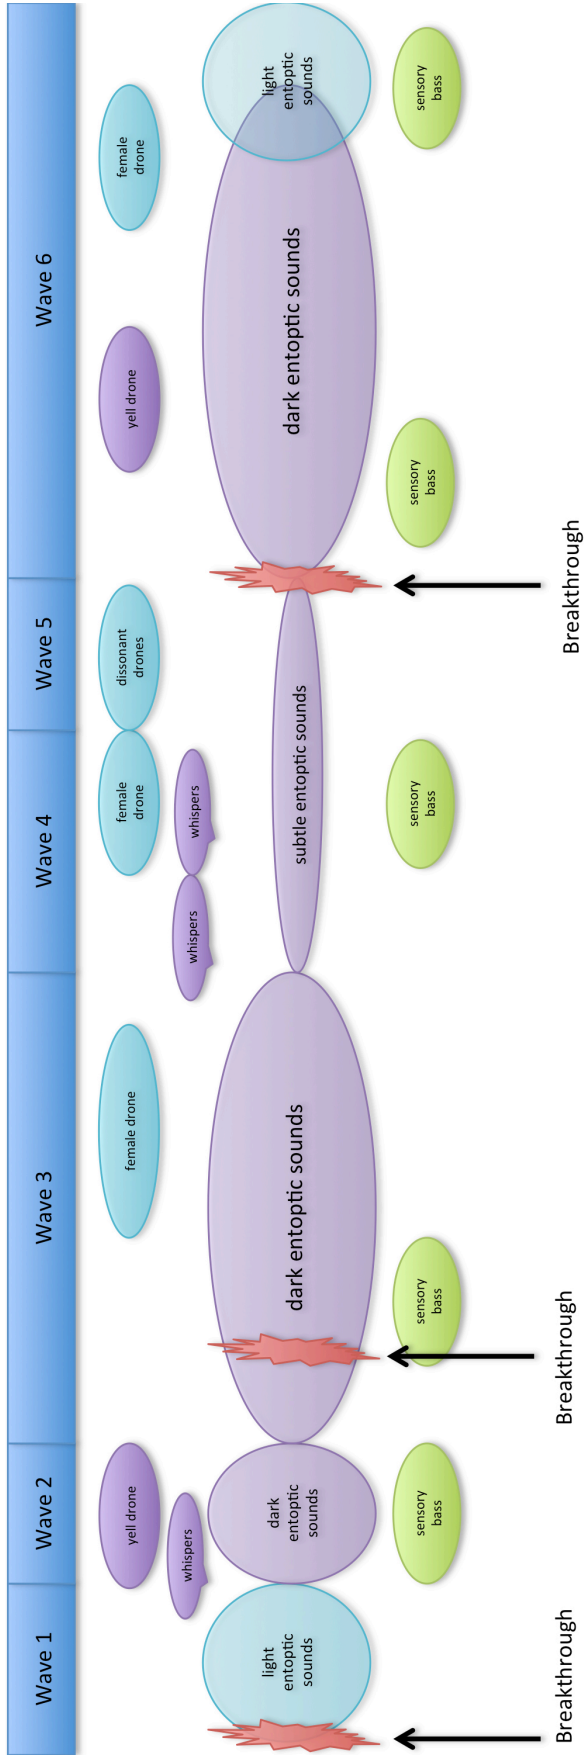 Wave 1
Wave 2
Wave 3
Wave 4
Wave 5
Wave 6
yell drone
female drone
female
drone
dissonant
drones
yell drone
female
drone
whispers
whispers
whispers
light
entoptic
sounds
dark
entoptic
sounds
dark entoptic sounds
subtle entoptic sounds
dark entoptic sounds
light
entoptic
sounds
sensory
bass
sensory
bass
sensory
bass
sensory
bass
sensory
bass
Breakthrough
Breakthrough
Breakthrough